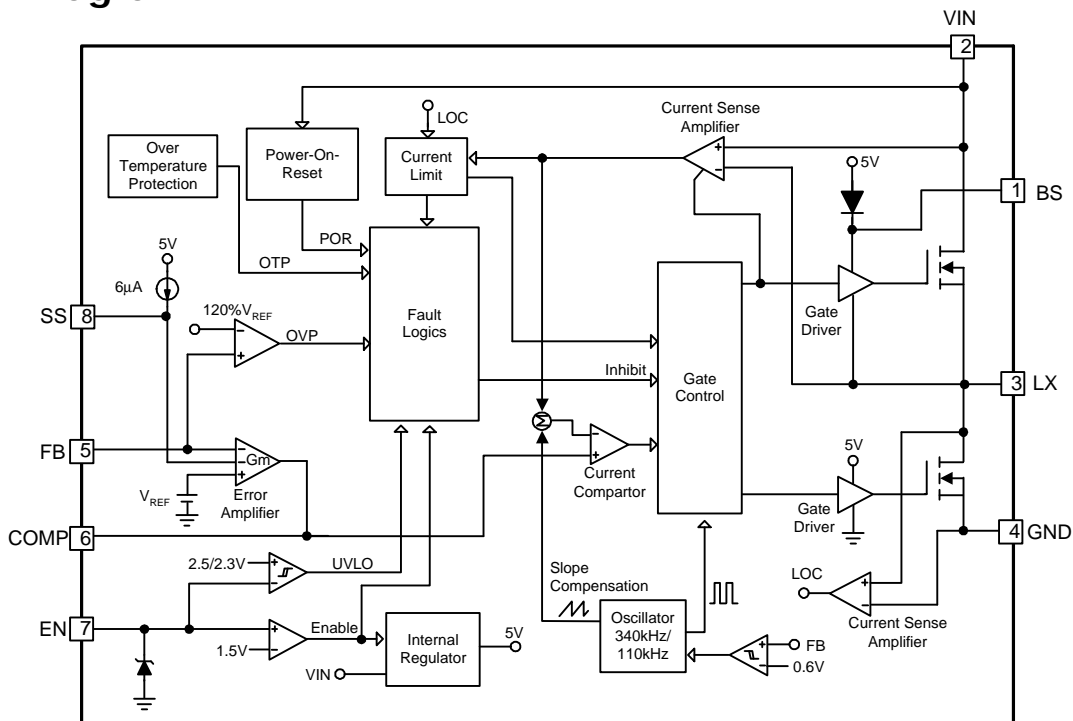 VIN
2
LOC
Current Sense
Amplifier
Over
Temperature
Protection
Power-On-
Reset
Current
Limit
+
−
5V
1
BS
POR
OTP
5V
6μA
SS
8
120%VREF
−
+
OVP
Fault
Logics
Gate
Driver
Inhibit
Gate
Control
3
LX
FB
5
−
−
+
Gm
Σ
−
+
Current
Compartor
5V
VREF
Error
Amplifier
Gate
Driver
COMP
6
4
GND
2.5/2.3V
+
−
UVLO
Slope
Compensation
LOC
+
−
Current Sense
Amplifier
EN
7
Enable
+
−
1.5V
Internal
Regulator
5V
VIN
Oscillator
340kHz/
110kHz
+
−
FB
0.6V